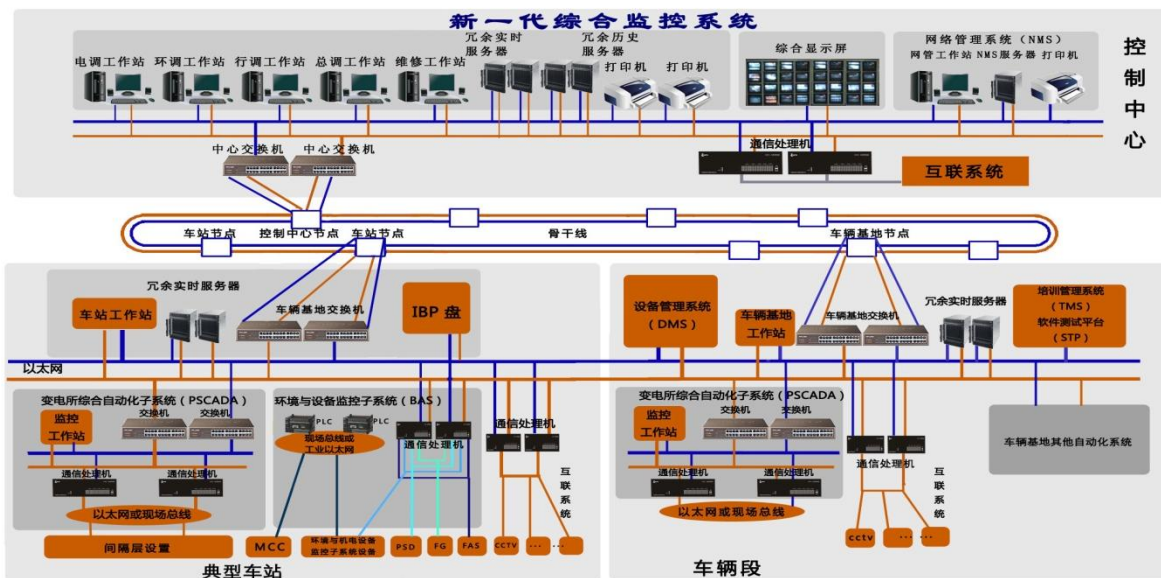 新一代综合监控系统
控制中心
电调工作站
环调工作站
行调工作站
总调工作站
维修工作站
冗余实时
服务器
冗余历史
服务器
打印机
打印机
综合显示屏
网络管理系统(NMS)
网管工作站 NMS服务器 打印机
中心交换机
中心交换机
通信处理机
互联系统
车站节点
控制中心节点
车站节点
骨干线
车辆基地节点
冗余实时服务器
车站工作站
车辆基地交换机
IBP 盘
以太网
变电所综合自动化子系统(PSCADA)
监控
工作站
交换机
交换机
通信处理机
通信处理机
以太网或现场总线
间隔层设置
环境与设备监控子系统(BAS)
PLC
PLC
现场总线或
工业以太网
通信处理机
通信处理机
互联系统
MCC
环境与机电设备
监控子系统设备
PSD
FG
FAS
CCTV
...
...
典型车站
设备管理系统
(DMS)
车辆基地
工作站
车辆基地交换机
冗余实时服务器
培训管理系统
(TMS)
软件测试平台
(STP)
变电所综合自动化子系统(PSCADA)
监控
工作站
交换机
交换机
通信处理机
通信处理机
以太网或现场总线
通信处理机
互联系统
车辆基地其他自动化系统
cctv
...
...
车辆段